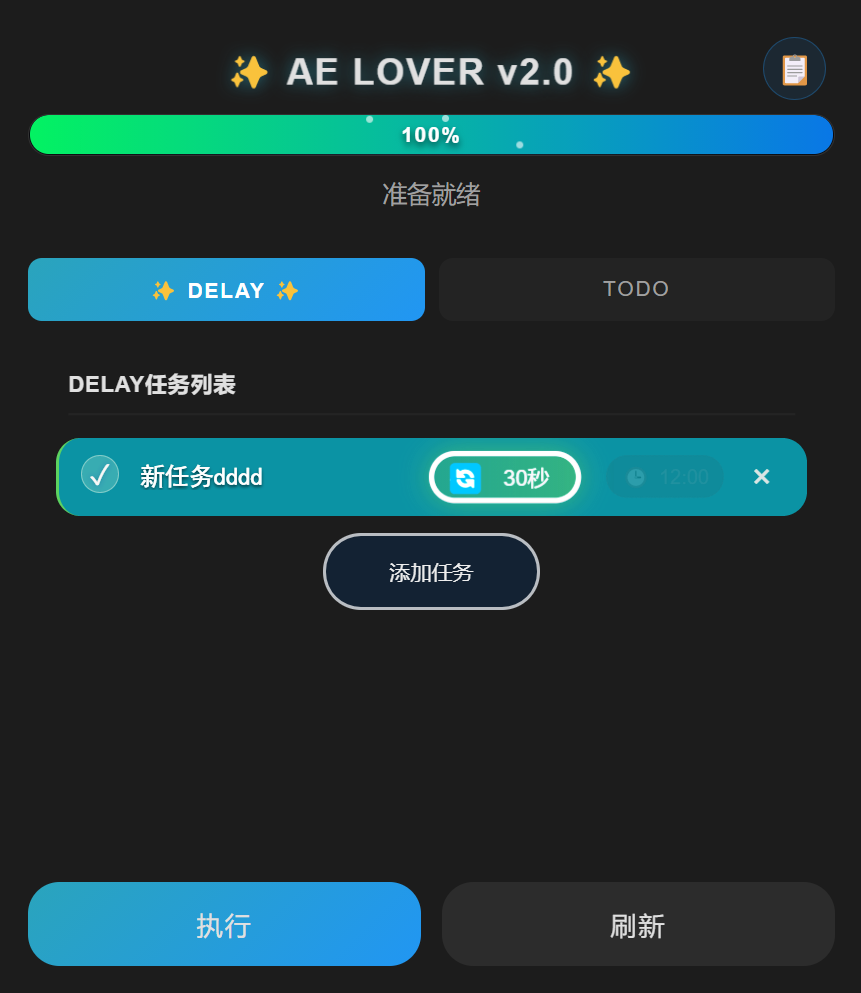 ✨ AE LOVER v2.0 ✨
100%
准备就绪
✨ DELAY ✨
TODO
DELAY任务列表
新任务dddd
30秒
12:00
添加任务
执行
刷新